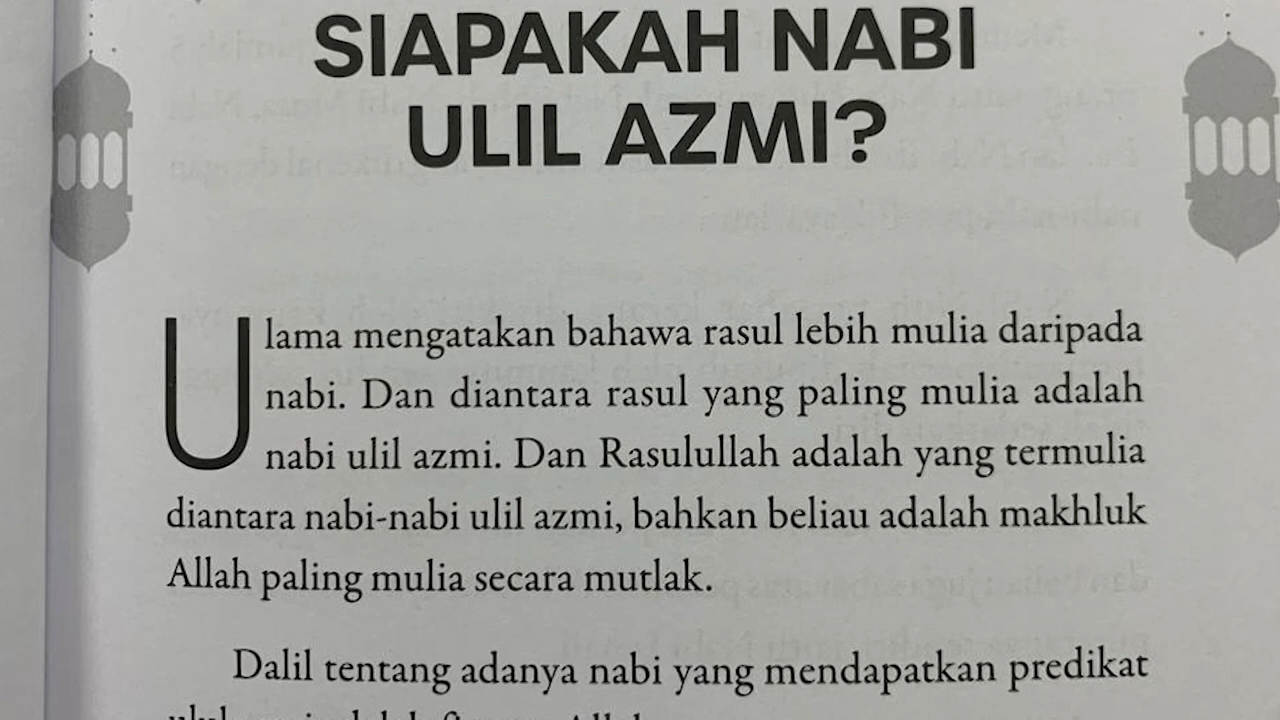 SIAPAKAH NABI
ULIL AZMI?
Ulama mengatakan bahawa rasul lebih mulia daripada
nabi. Dan diantara rasul yang paling mulia adalah
nabi ulil azmi. Dan Rasulullah adalah yang termulia
diantara nabi-nabi ulil azmi, bahkan beliau adalah makhluk
Allah paling mulia secara mutlak.
Dalil tentang adanya nabi yang mendapatkan predikat